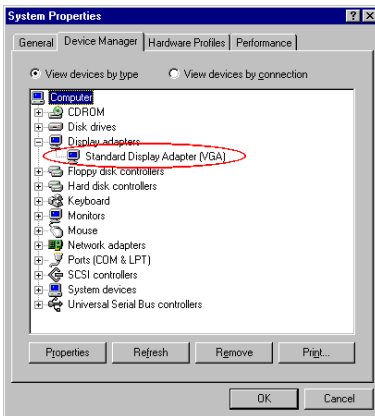 System Properties
General Device Manager Hardware Profiles Performance
View devices by type View devices by connection
Computer
CDROM
Disk drives
Display adapters
Standard Display Adapter (VGA)
Floppy disk controllers
Hard disk controllers
Keyboard
Monitors
Mouse
Network adapters
Ports (COM & LPT)
SCSI controllers
System devices
Universal Serial Bus controllers
Properties Refresh Remove Print...
OK Cancel